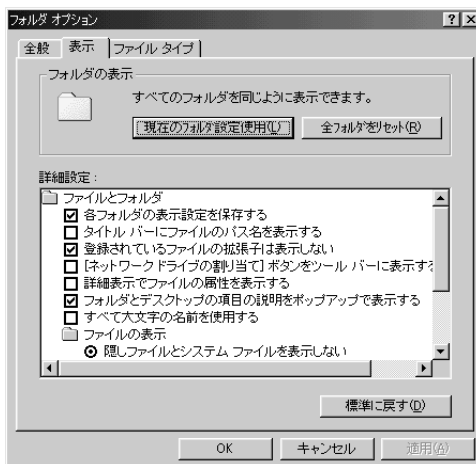 フォルダ オプション
全般 表示 ファイル タイプ
フォルダの表示
すべてのフォルダを同じように表示できます。
現在のフォルダ設定使用(L) 全フォルダをリセット(R)
詳細設定:
ファイルとフォルダ
各フォルダの表示設定を保存する
タイトル バーにファイルのパス名を表示する
登録されているファイルの拡張子は表示しない
[ネットワーク ドライブの割り当て] ボタンをツール バーに表示する
詳細表示でファイルの属性を表示する
フォルダとデスクトップの項目の説明をポップアップで表示する
すべて大文字の名前を使用する
ファイルの表示
隠しファイルとシステム ファイルを表示しない
標準に戻す(D)
OK キャンセル 適用(A)